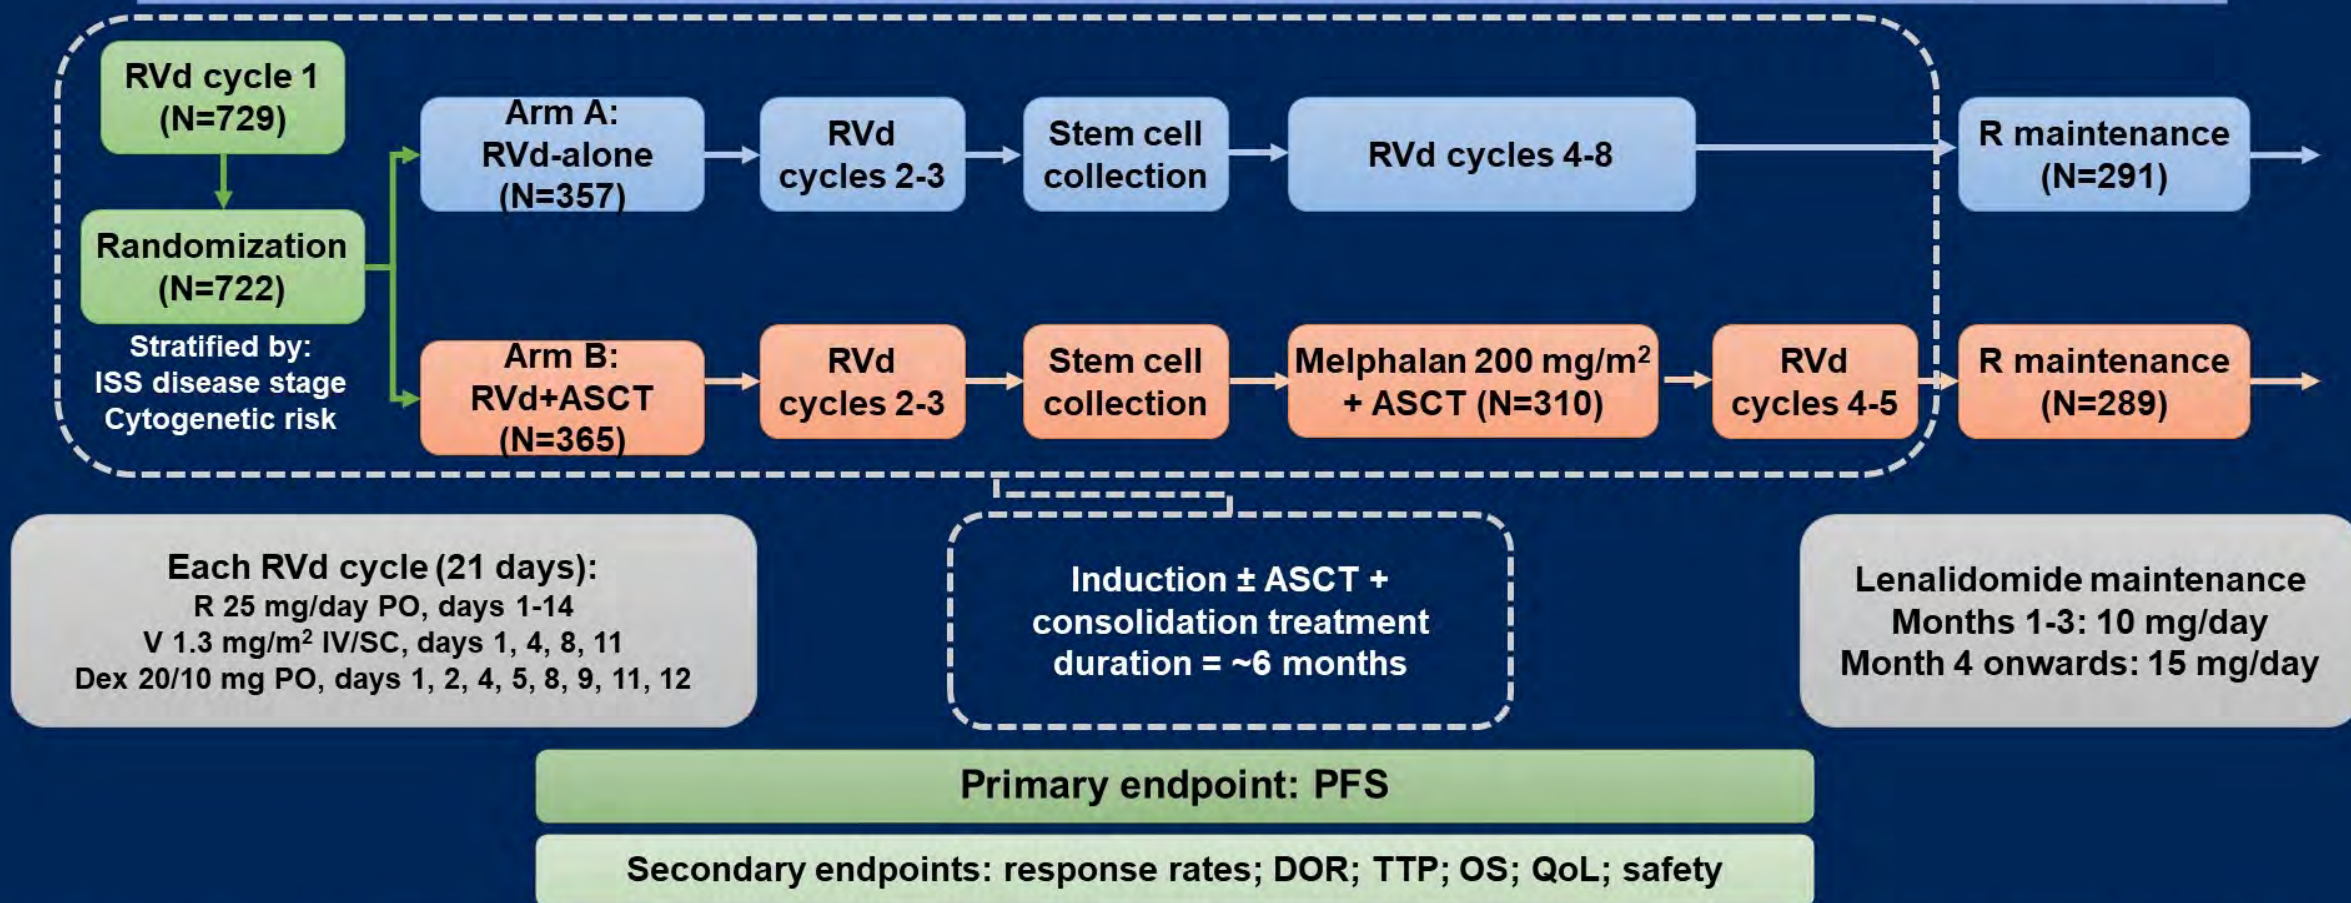 RVd cycle 1
(N=729)
Randomization
(N=722)
Stratified by:
ISS disease stage
Cytogenetic risk
Arm A:
RVd-alone
(N=357)
RVd
cycles 2-3
Stem cell
collection
RVd cycles 4-8
R maintenance
(N=291)
Arm B:
RVd+ASCT
(N=365)
RVd
cycles 2-3
Stem cell
collection
Melphalan 200 mg/m²
+ ASCT (N=310)
RVd
cycles 4-5
R maintenance
(N=289)
Each RVd cycle (21 days):
R 25 mg/day PO, days 1-14
V 1.3 mg/m² IV/SC, days 1, 4, 8, 11
Dex 20/10 mg PO, days 1, 2, 4, 5, 8, 9, 11, 12
Induction ± ASCT +
consolidation treatment
duration = ~6 months
Lenalidomide maintenance
Months 1-3: 10 mg/day
Month 4 onwards: 15 mg/day
Primary endpoint: PFS
Secondary endpoints: response rates; DOR; TTP; OS; QoL; safety